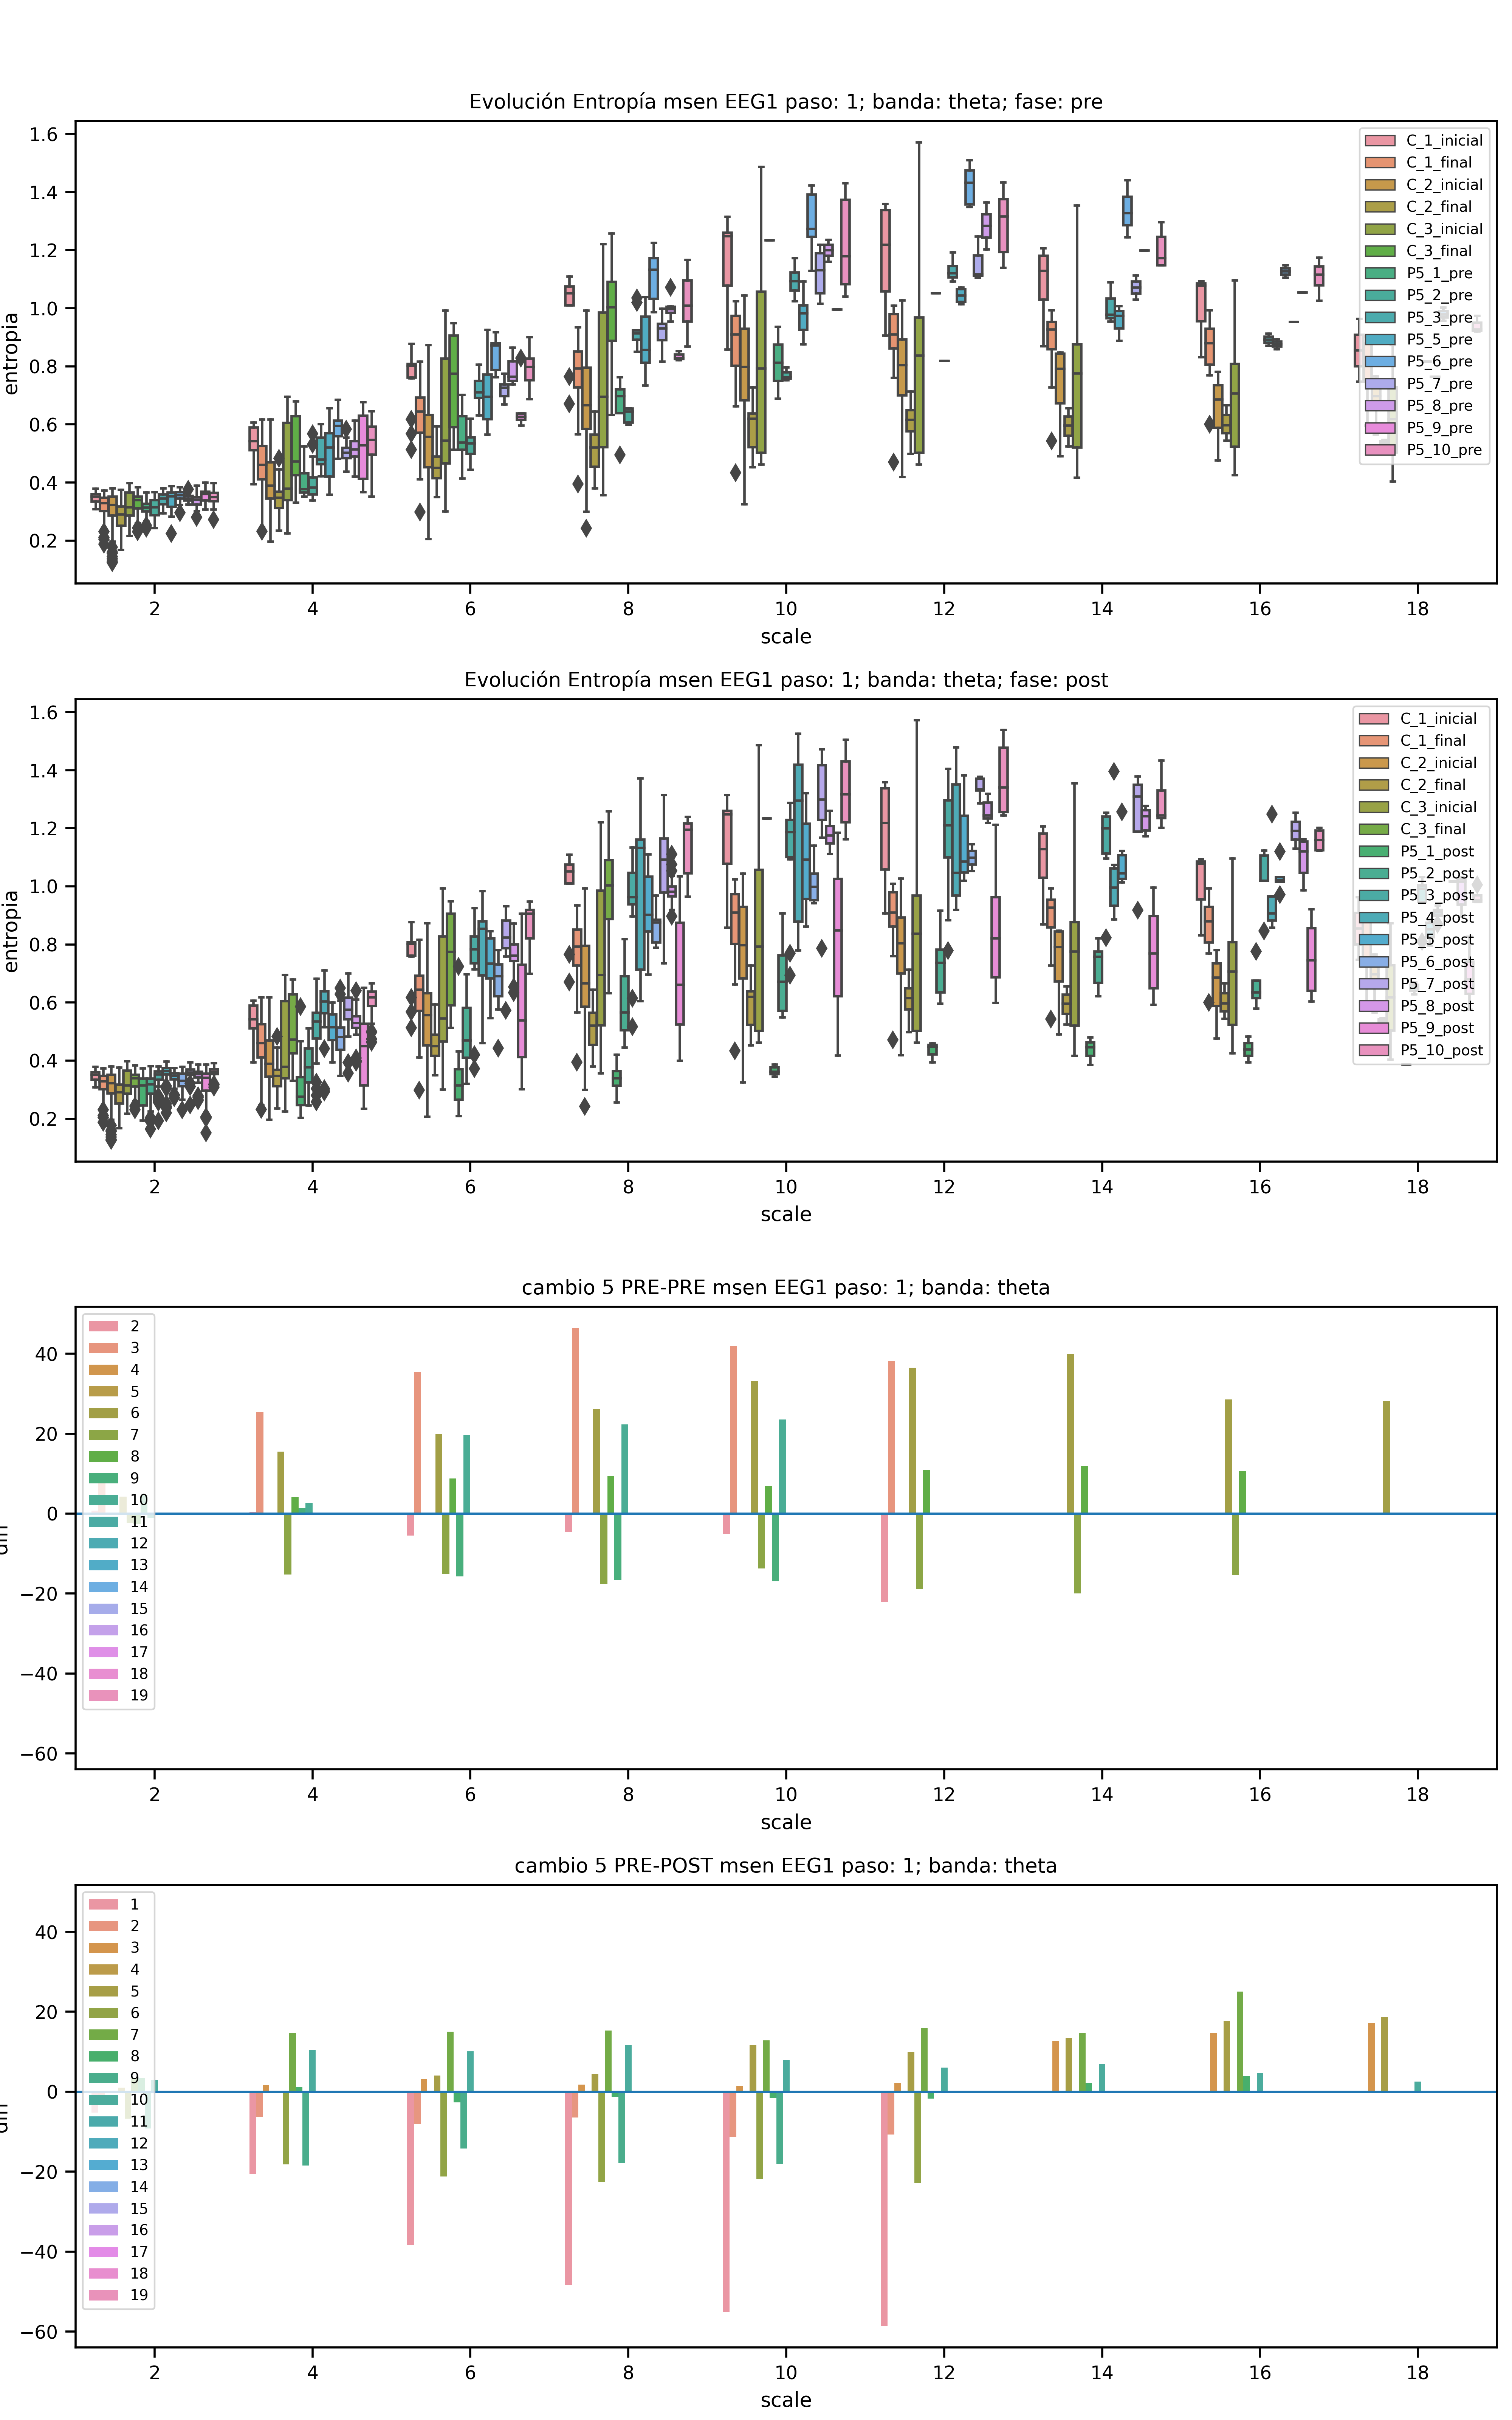 Evolución Entropía msen EEG1 paso: 1; banda: theta; fase: pre
entropia
1.6
1.4
1.2
1.0
0.8
0.6
0.4
0.2
C_1_inicial
C_1_final
C_2_inicial
C_2_final
C_3_inicial
C_3_final
P5_1_pre
P5_2_pre
P5_3_pre
P5_5_pre
P5_6_pre
P5_7_pre
P5_8_pre
P5_9_pre
P5_10_pre
2 4 6 8 10 12 14 16 18
scale
Evolución Entropía msen EEG1 paso: 1; banda: theta; fase: post
entropia
1.6
1.4
1.2
1.0
0.8
0.6
0.4
0.2
C_1_inicial
C_1_final
C_2_inicial
C_2_final
C_3_inicial
C_3_final
P5_1_post
P5_2_post
P5_3_post
P5_4_post
P5_5_post
P5_6_post
P5_7_post
P5_8_post
P5_9_post
P5_10_post
2 4 6 8 10 12 14 16 18
scale
cambio 5 PRE-PRE msen EEG1 paso: 1; banda: theta
40
20
0
−20
−40
−60
2
3
4
5
6
7
8
9
10
11
12
13
14
15
16
17
18
19
2 4 6 8 10 12 14 16 18
scale
cambio 5 PRE-POST msen EEG1 paso: 1; banda: theta
40
20
0
−20
−40
−60
1
2
3
4
5
6
7
8
9
10
11
12
13
14
15
16
17
18
19
2 4 6 8 10 12 14 16 18
scale